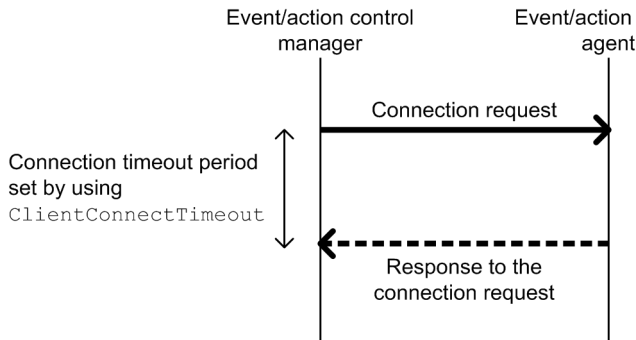 Event/action control
manager
Event/action
agent
Connection request
Connection timeout period
set by using
ClientConnectTimeout
Response to the
connection request